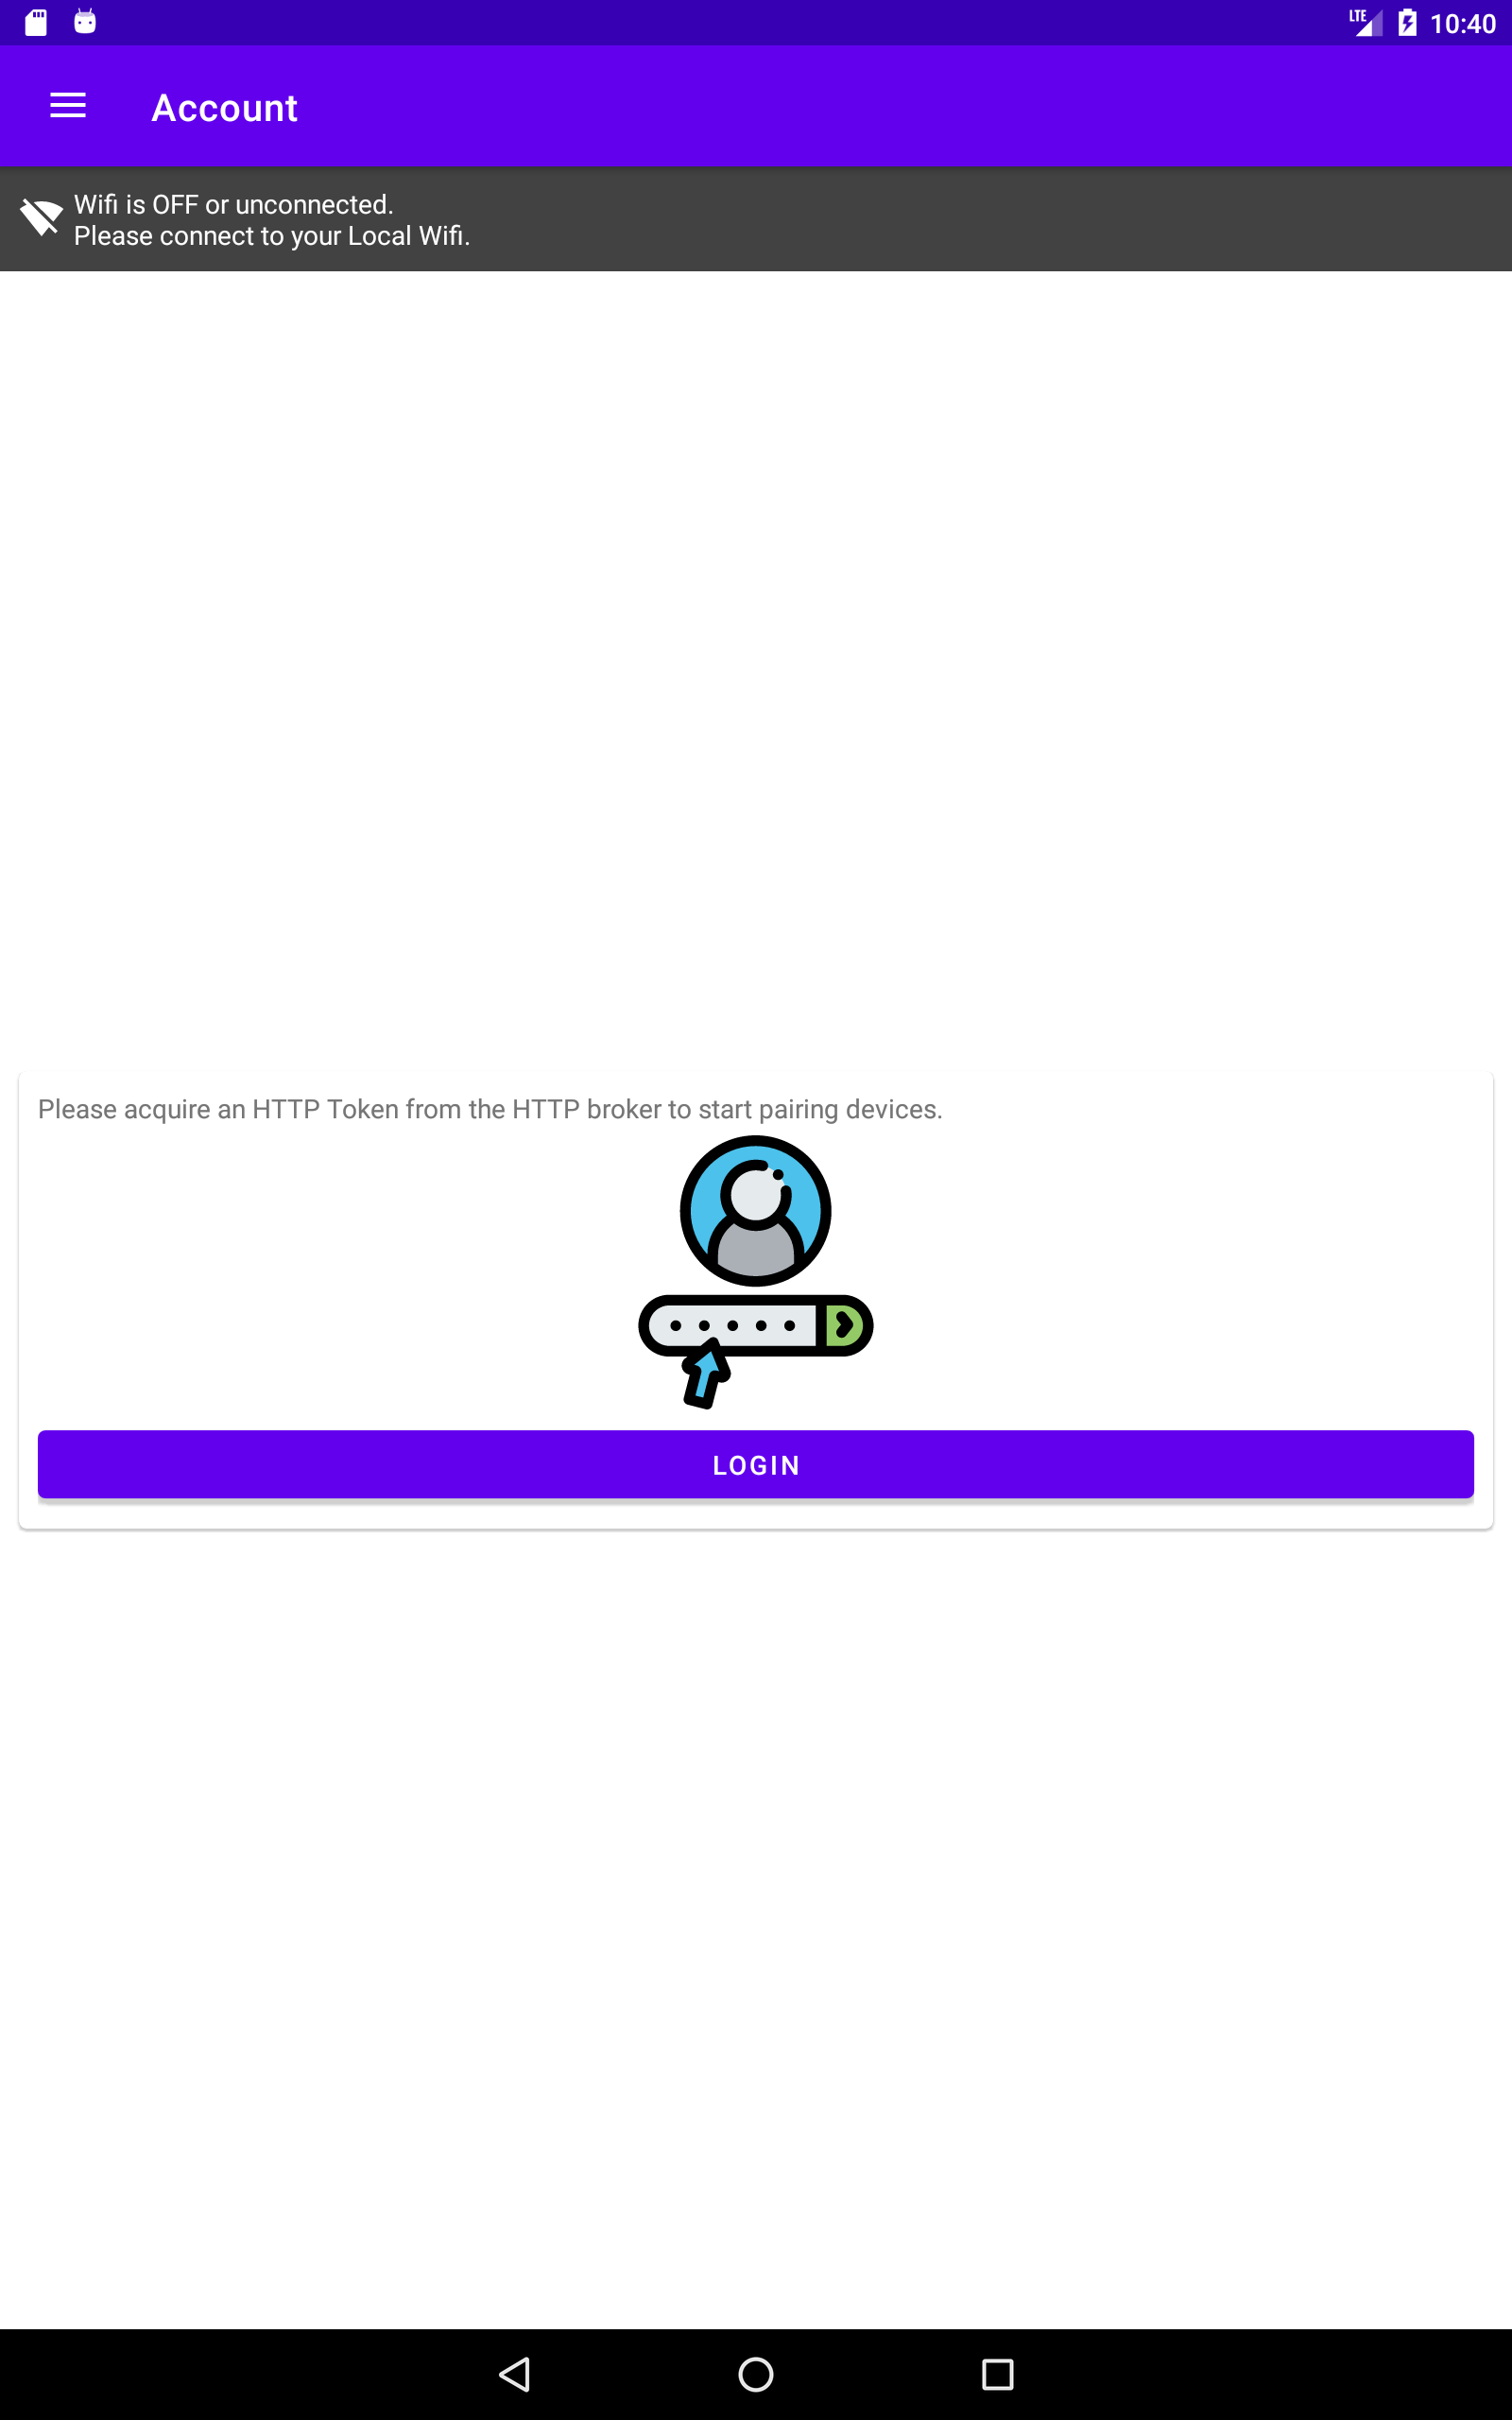 LTE 10:40
Account
Wifi is OFF or unconnected.
Please connect to your Local Wifi.
Please acquire an HTTP Token from the HTTP broker to start pairing devices.
LOGIN